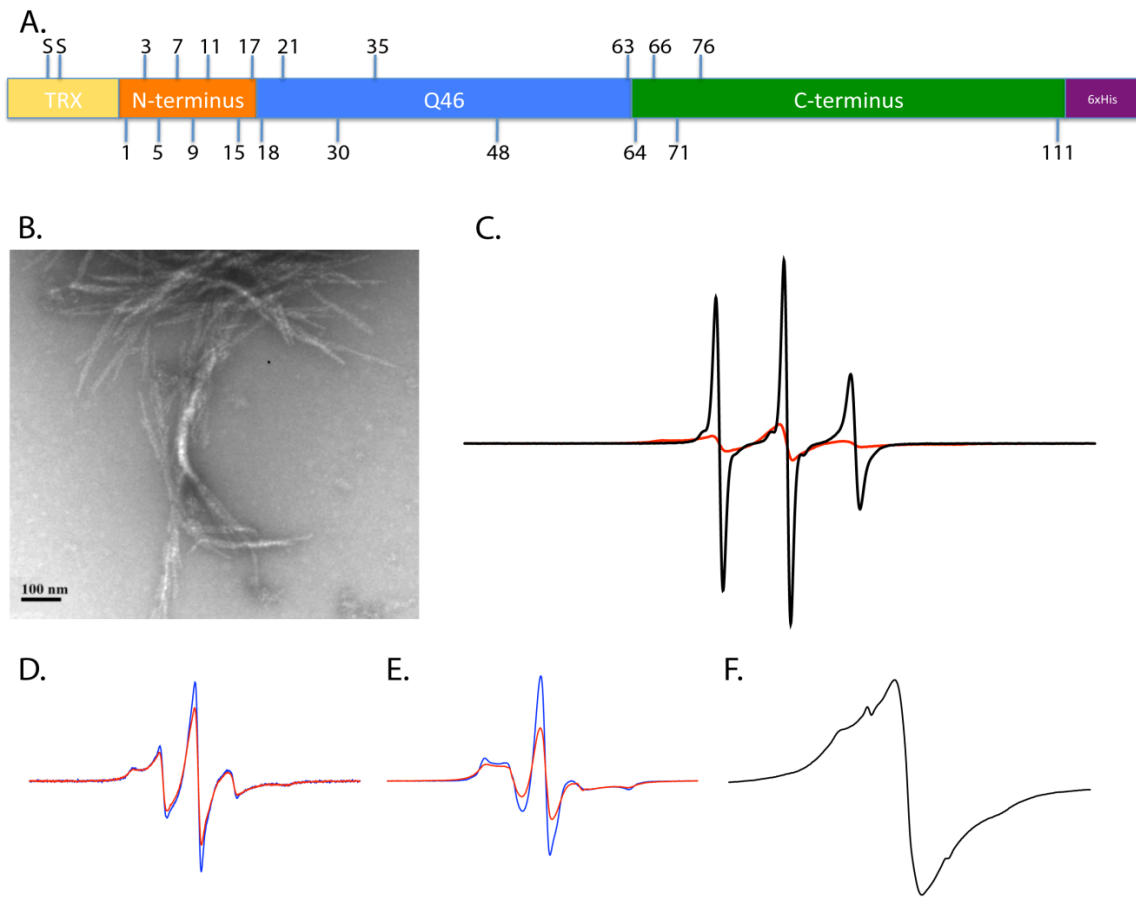 A.
S S 3 7 11 17 21 35 63 66 76
TRX N-terminus Q46 C-terminus 6xHis
1 5 9 15 18 30 48 64 71 111
B.
C.
100 nm
D.
E.
F.